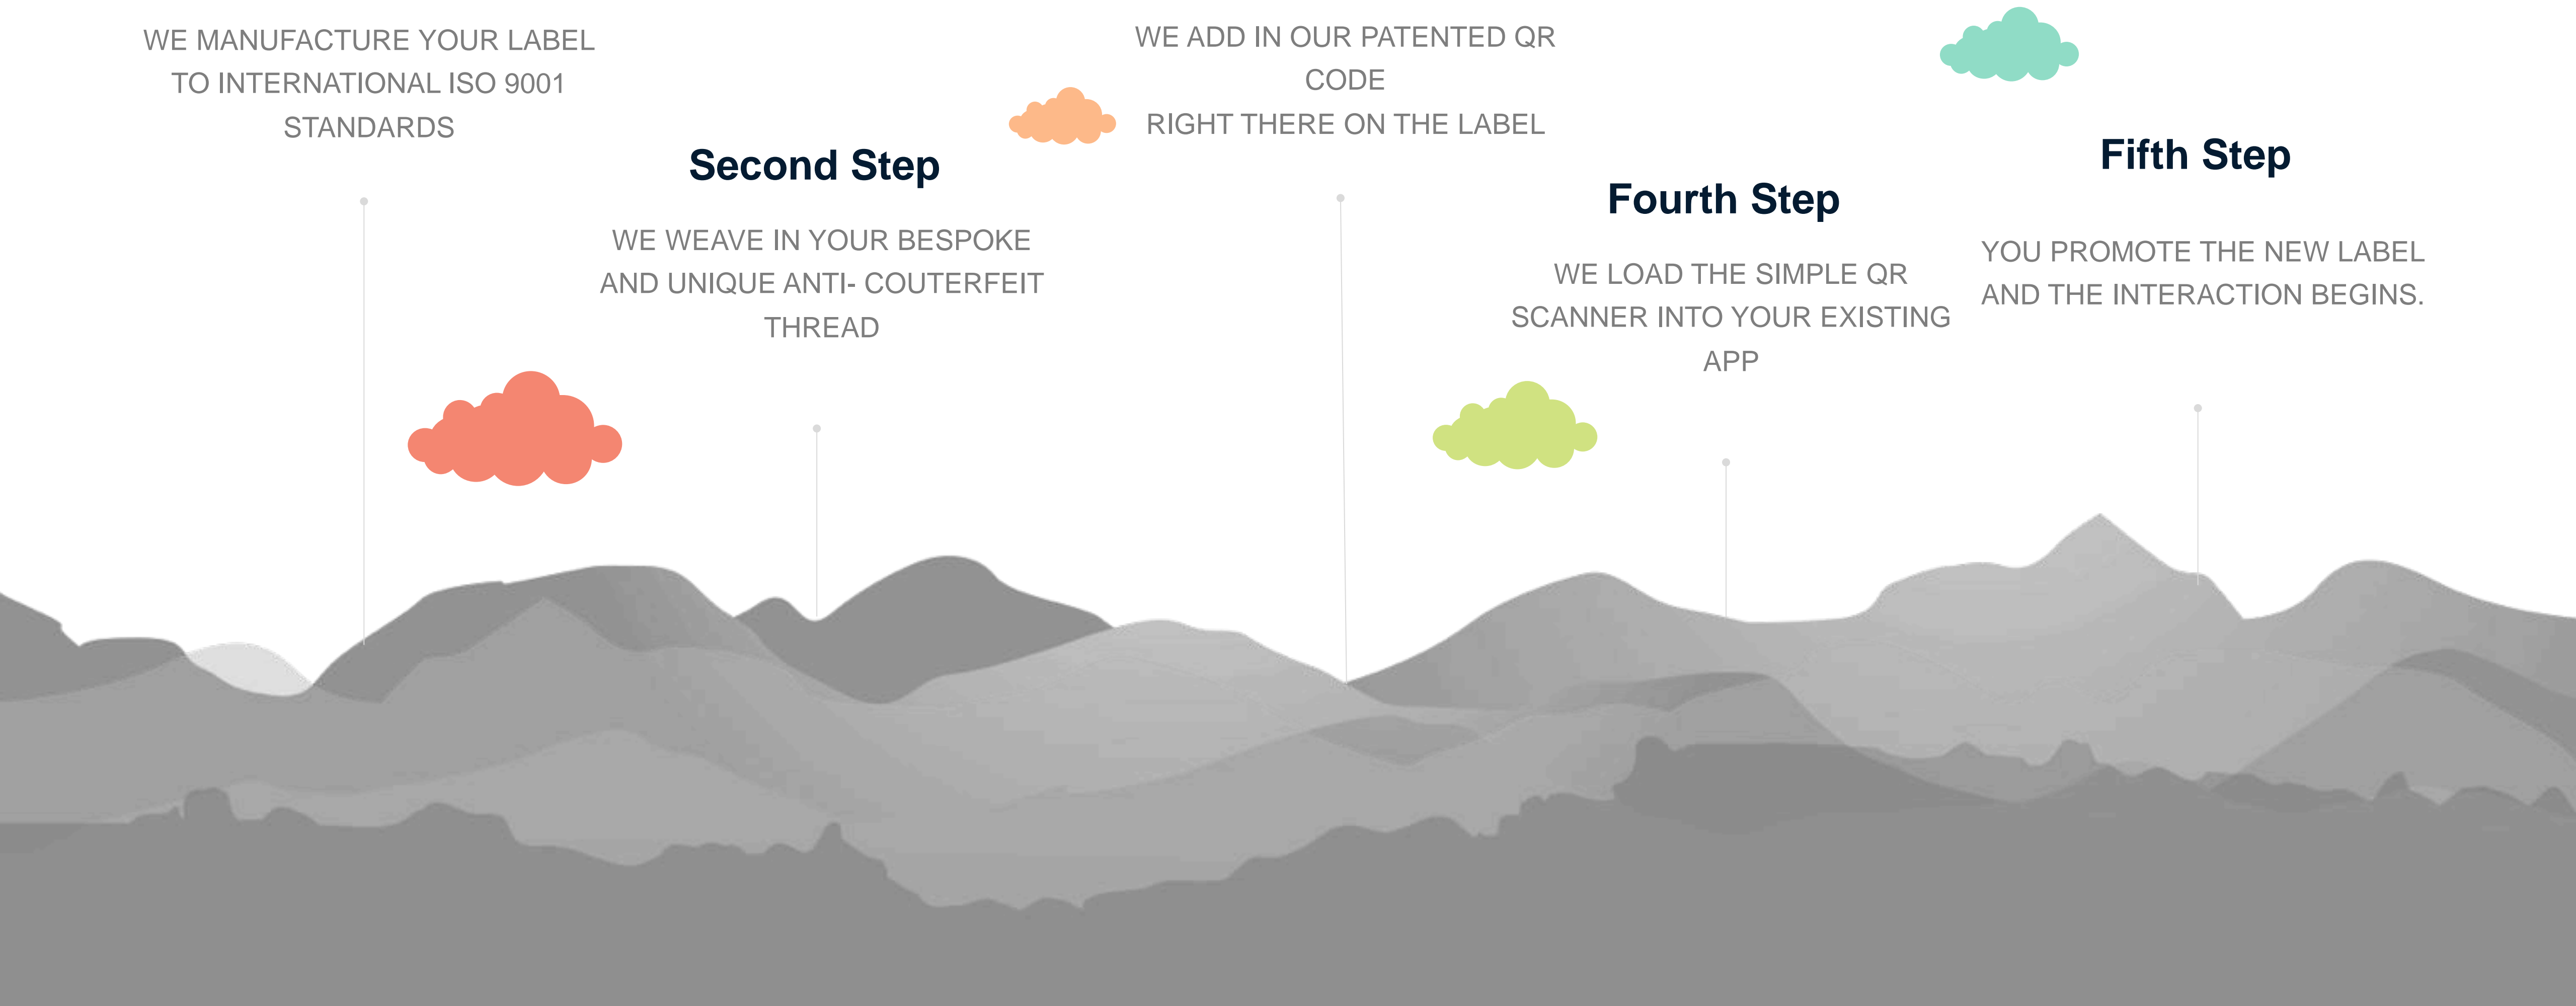 WE MANUFACTURE YOUR LABEL
TO INTERNATIONAL ISO 9001
STANDARDS
Second Step
WE WEAVE IN YOUR BESPOKE
AND UNIQUE ANTI- COUTERFEIT
THREAD
WE ADD IN OUR PATENTED QR
CODE
RIGHT THERE ON THE LABEL
Fourth Step
WE LOAD THE SIMPLE QR
SCANNER INTO YOUR EXISTING
APP
Fifth Step
YOU PROMOTE THE NEW LABEL
AND THE INTERACTION BEGINS.